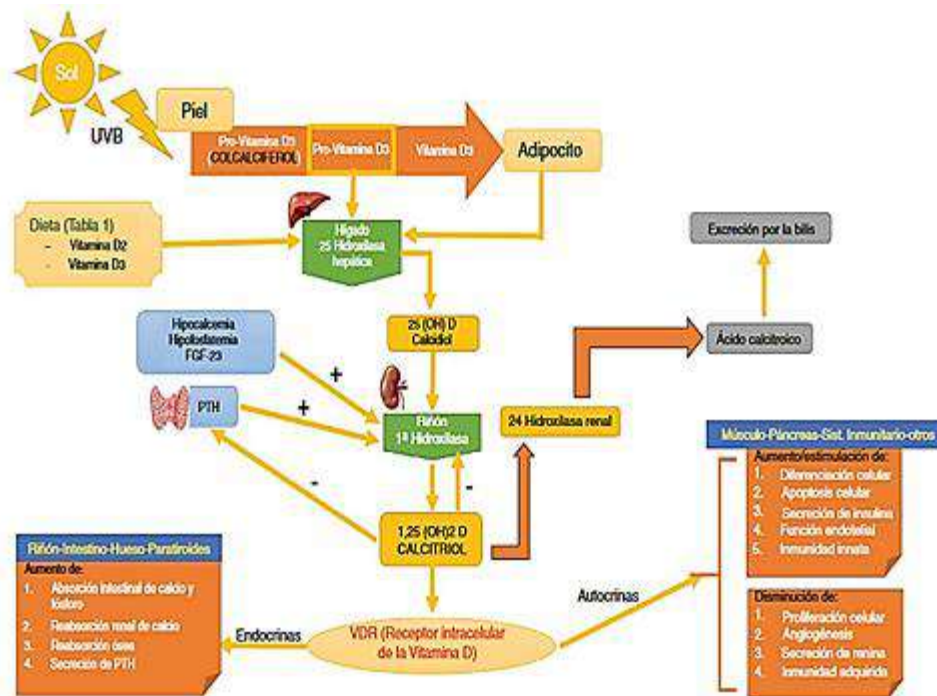 Sol
UVB
Piel
Pro-Vitamina D3
(COLCALCIFEROL)
Pro-Vitamina D3
Vitamina D3
Adipocito
Dieta (Tabla 1)
- Vitamina D2
- Vitamina D3
Hígado
25 Hidroxilasa
hepática
Excreción por la bilis
Hipocalcemia
Hipofosfatemia
FGF-23
25 (OH) D
Calcidiol
Ácido calcitroico
+
PTH
+
Riñón
1ª Hidroxilasa
24 Hidroxilasa renal
-
-
1,25 (OH)2 D
CALCITRIOL
Músculo-Páncreas-Sist. Inmunitario-otros
Aumento/estimulación de:
1. Diferenciación celular
2. Apoptosis celular
3. Secreción de insulina
4. Función endotelial
5. Inmunidad innata
Riñón-Intestino-Hueso-Paratiroides
Aumento de:
1. Absorción intestinal de calcio y
fósforo
2. Reabsorción renal de calcio
3. Reabsorción ósea
4. Secreción de PTH
Endocrinas
VDR (Receptor intracelular
de la Vitamina D)
Autocrinas
Disminución de:
1. Proliferación celular
2. Angiogénesis
3. Secreción de renina
4. Inmunidad adquirida